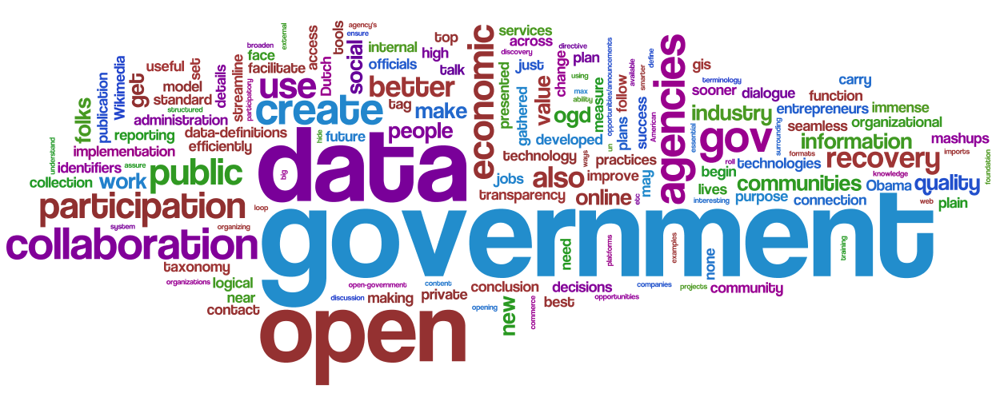 agency's
external
access
tools
ensure
top
economic
services
across
broaden
face
social
internal
high
discovery
directive
agencies
Wikimedia
useful
set
details
streamline
facilitate
Dutch
officials
talk
just
change
plan
opportunities/announcements
available
smarter
define
gis
publication
get
model
standard
participatory
use
better
presented
value
using
follow
terminology
carry
folks
structured
create
tag
make
gathered
max
ability
measure
success
American
sooner
dialogue
function
administration
ogd
plans
industry
entrepreneurs
immense
understand
reporting
data-definitions
hide
future
people
developed
un
essential
gov
surrounding
seamless
organizational
implementation
efficiently
data
technology
ways
practices
information
mashups
identifiers
assure
public
big
jobs
also
improve
may
roll
technologies
formats
recovery
imports
foundation
collection
work
begin
communities
knowledge
Obama
quality
participation
loop
transparency
online
etc
lives
interesting
purpose
connection
web
plain
system
organizing
collaboration
government
need
platforms
examples
none
training
taxonomy
organizations
logical
open-government
content
conclusion
decisions
companies
projects
community
near
discussion
making
private
opportunities
contact
opening
new
commerce
best
open